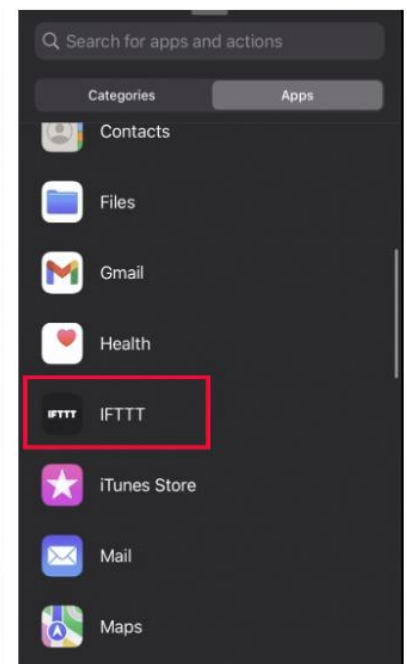 Search for apps and actions
Categories Apps
Contacts
Files
Gmail
Health
IFTTT IFTTT
iTunes Store
Mail
Maps